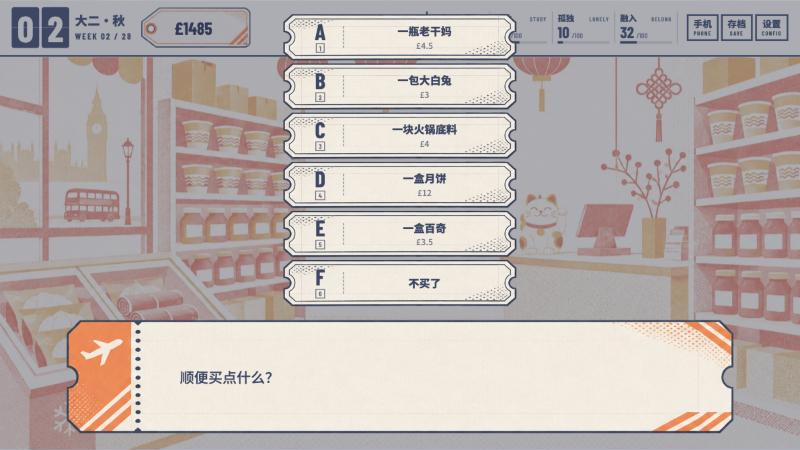 02
大二·秋
WEEK 02 / 28
£1485
STUDY
/100
孤独 LONELY
10 /100
融入 BELONG
32 /100
手机
PHONE
存档
SAVE
设置
CONFIG
A
1
一瓶老干妈
£4.5
B
2
一包大白兔
£3
C
3
一块火锅底料
£4
D
4
一盒月饼
£12
E
5
一盒百奇
£3.5
F
6
不买了
顺便买点什么？